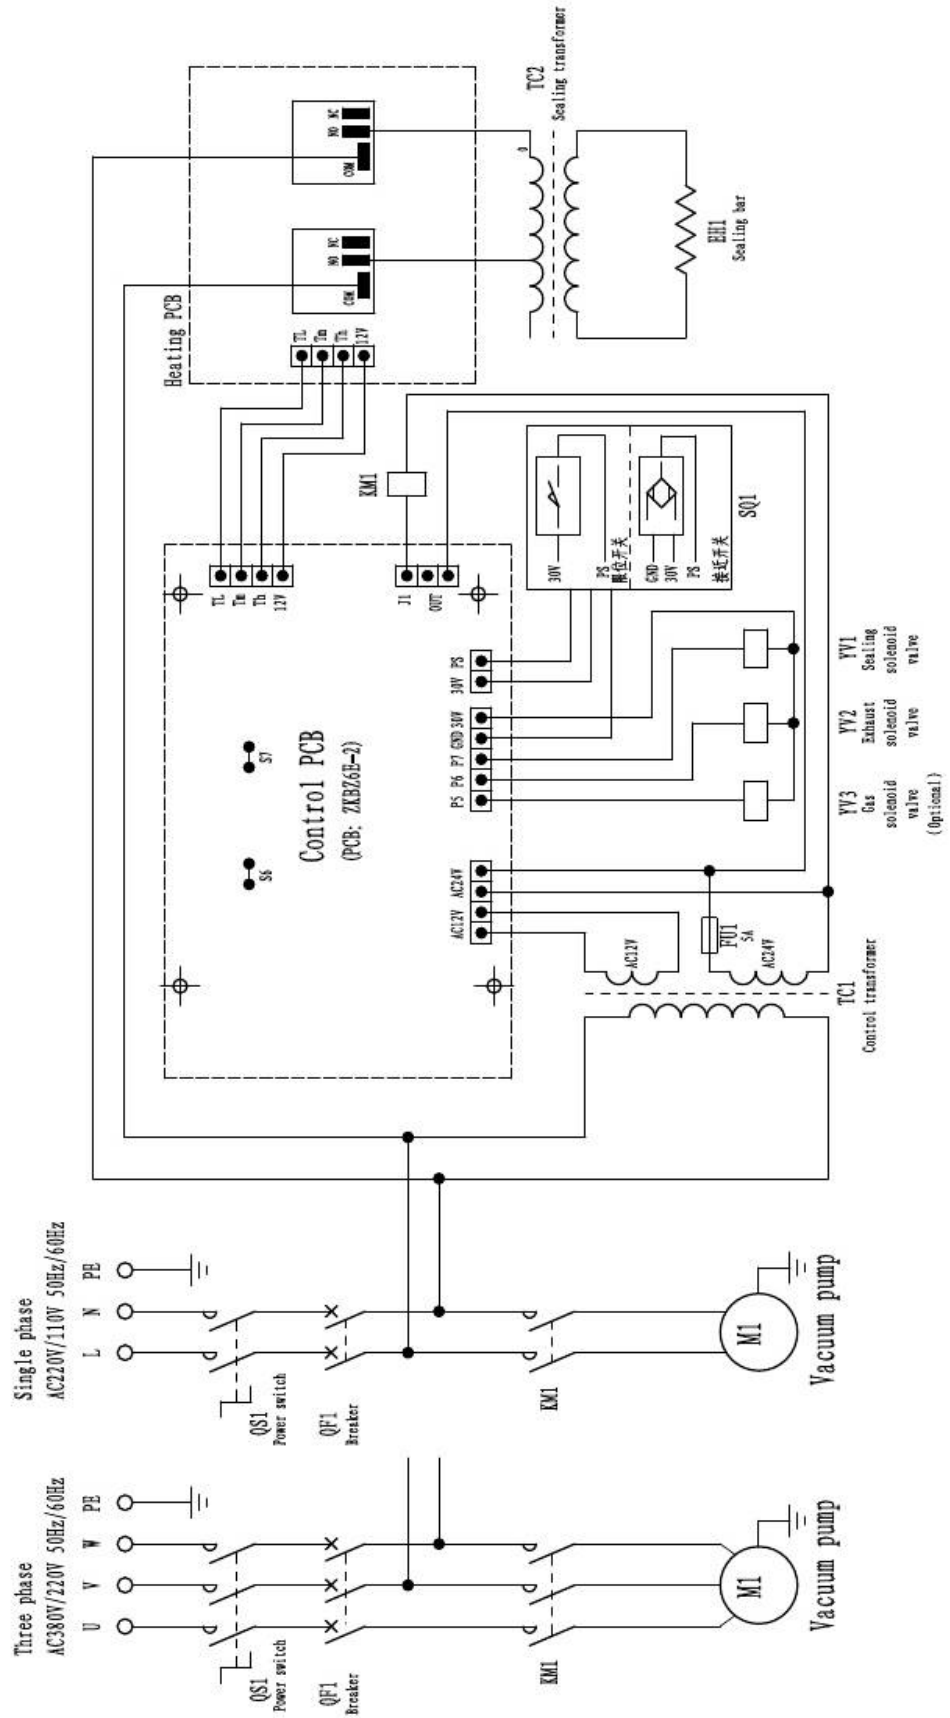 Three phase
AC380V/220V 50Hz/60Hz
U
V
W
PE
QS1
Power switch
QF1
Breaker
KM1
M1
Vacuum pump
Single phase
AC220V/110V 50Hz/60Hz
L
N
PE
QS1
Power switch
QF1
Breaker
KM1
M1
Vacuum pump
Control PCB
(PCB: ZKBZ6E-2)
S6
S7
TL
Tm
Th
12V
J1
OUT
AC12V
AC24V
P5
P6
P7
GND
30V
30V
PS
KM1
Heating PCB
TL
Tm
Th
12V
COM
NO
NC
COM
NO
NC
0
TC2
Sealing transformer
EH1
Sealing bar
30V
PS
限位开关
GND
30V
PS
接近开关
SQ1
AC12V
FU1
5A
AC24V
TC1
Control transformer
YV3
Gas
solenoid
valve
(Optional)
YV2
Exhaust
solenoid
valve
YV1
Sealing
solenoid
valve